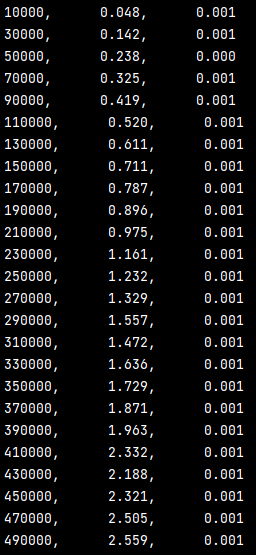 10000,      0.048,      0.001
30000,      0.142,      0.001
50000,      0.238,      0.000
70000,      0.325,      0.001
90000,      0.419,      0.001
110000,      0.520,      0.001
130000,      0.611,      0.001
150000,      0.711,      0.001
170000,      0.787,      0.001
190000,      0.896,      0.001
210000,      0.975,      0.001
230000,      1.161,      0.001
250000,      1.232,      0.001
270000,      1.329,      0.001
290000,      1.557,      0.001
310000,      1.472,      0.001
330000,      1.636,      0.001
350000,      1.729,      0.001
370000,      1.871,      0.001
390000,      1.963,      0.001
410000,      2.332,      0.001
430000,      2.188,      0.001
450000,      2.321,      0.001
470000,      2.505,      0.001
490000,      2.559,      0.001